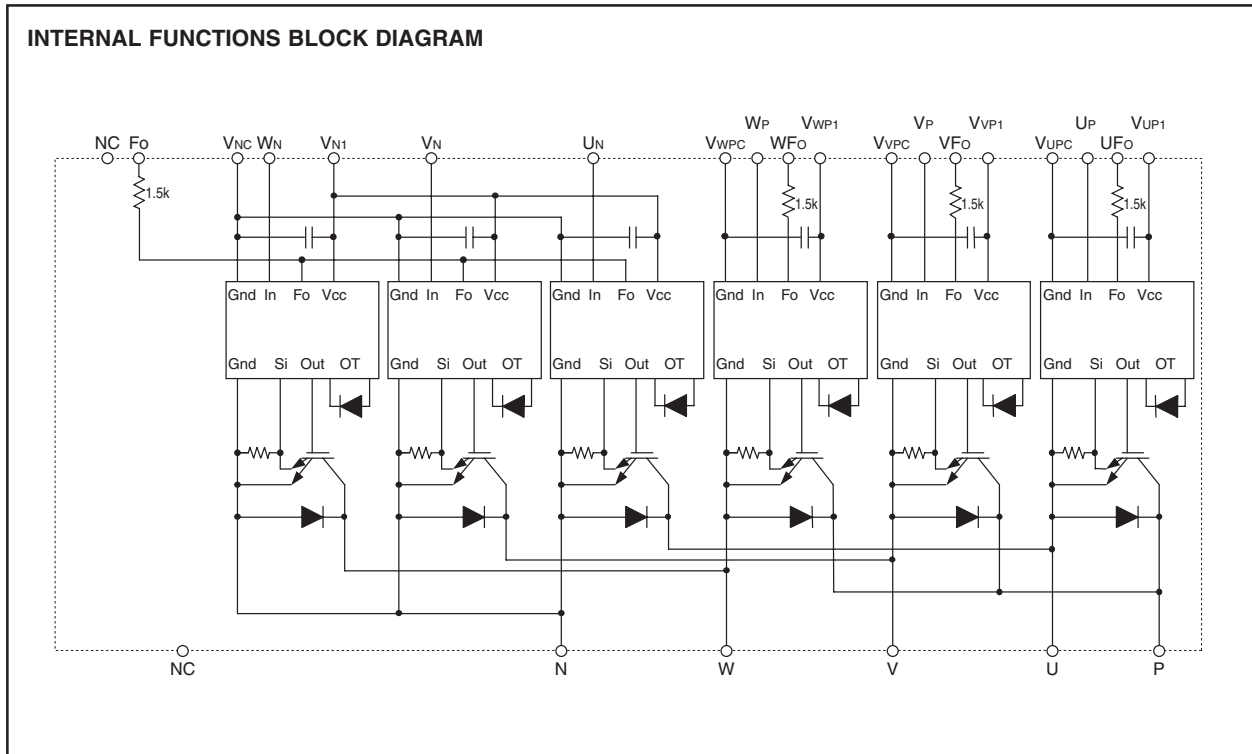 INTERNAL FUNCTIONS BLOCK DIAGRAM
WP VWP1 VP VVP1 UP VUP1
NC FO VNC WN VN1 VN UN VWPC WFO VVPC VFO VUPC UFO
1.5k 1.5k 1.5k 1.5k
Gnd In Fo Vcc Gnd In Fo Vcc Gnd In Fo Vcc Gnd In Fo Vcc Gnd In Fo Vcc Gnd In Fo Vcc
Gnd Si Out OT Gnd Si Out OT Gnd Si Out OT Gnd Si Out OT Gnd Si Out OT Gnd Si Out OT
NC N W V U P